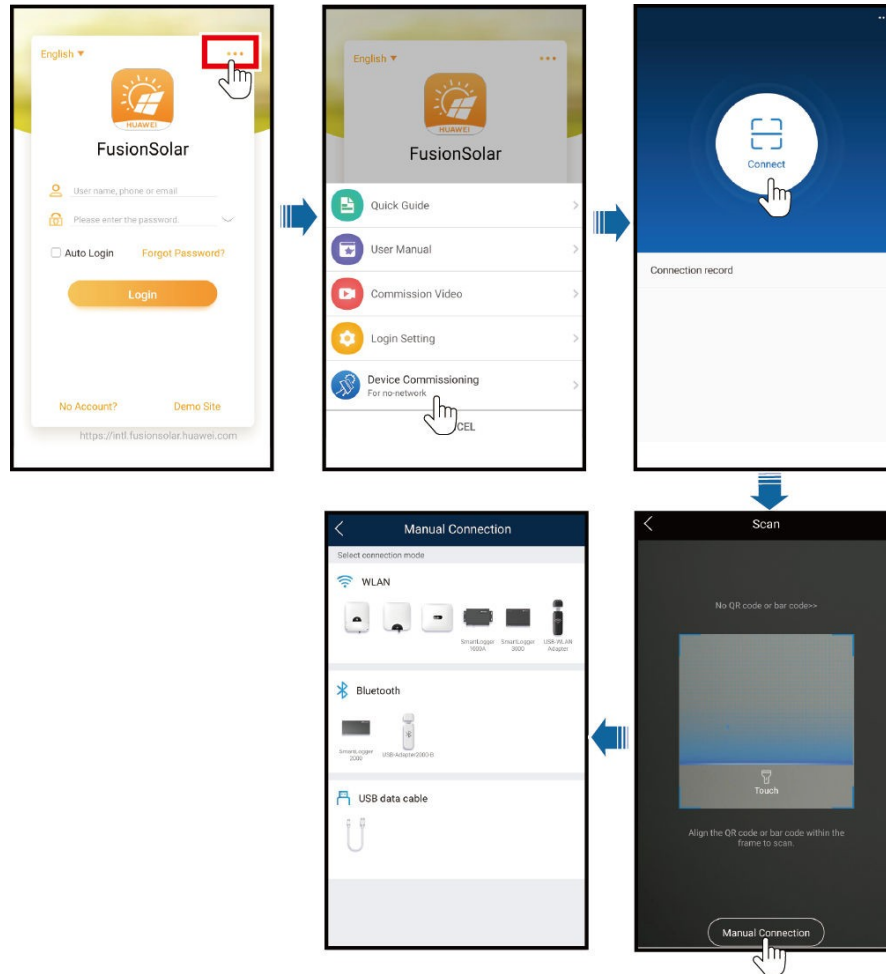 English ▼
HUAWEI
FusionSolar
User name, phone or email
Please enter the password.
Auto Login
Forgot Password?
Login
No Account?
Demo Site
https://intl.fusionsolar.huawei.com
English ▼
HUAWEI
FusionSolar
Quick Guide
User Manual
Commission Video
Login Setting
Device Commissioning
For no-network
CEL
Connect
Connection record
Manual Connection
Select connection mode
WLAN
SmartLogger
1000A
SmartLogger
3000
USB-WLAN
Adapter
Bluetooth
SmartLogger
2000
USB-Adapter2000-B
USB data cable
Scan
No QR code or bar code>>
Touch
Align the QR code or bar code within the
frame to scan.
Manual Connection